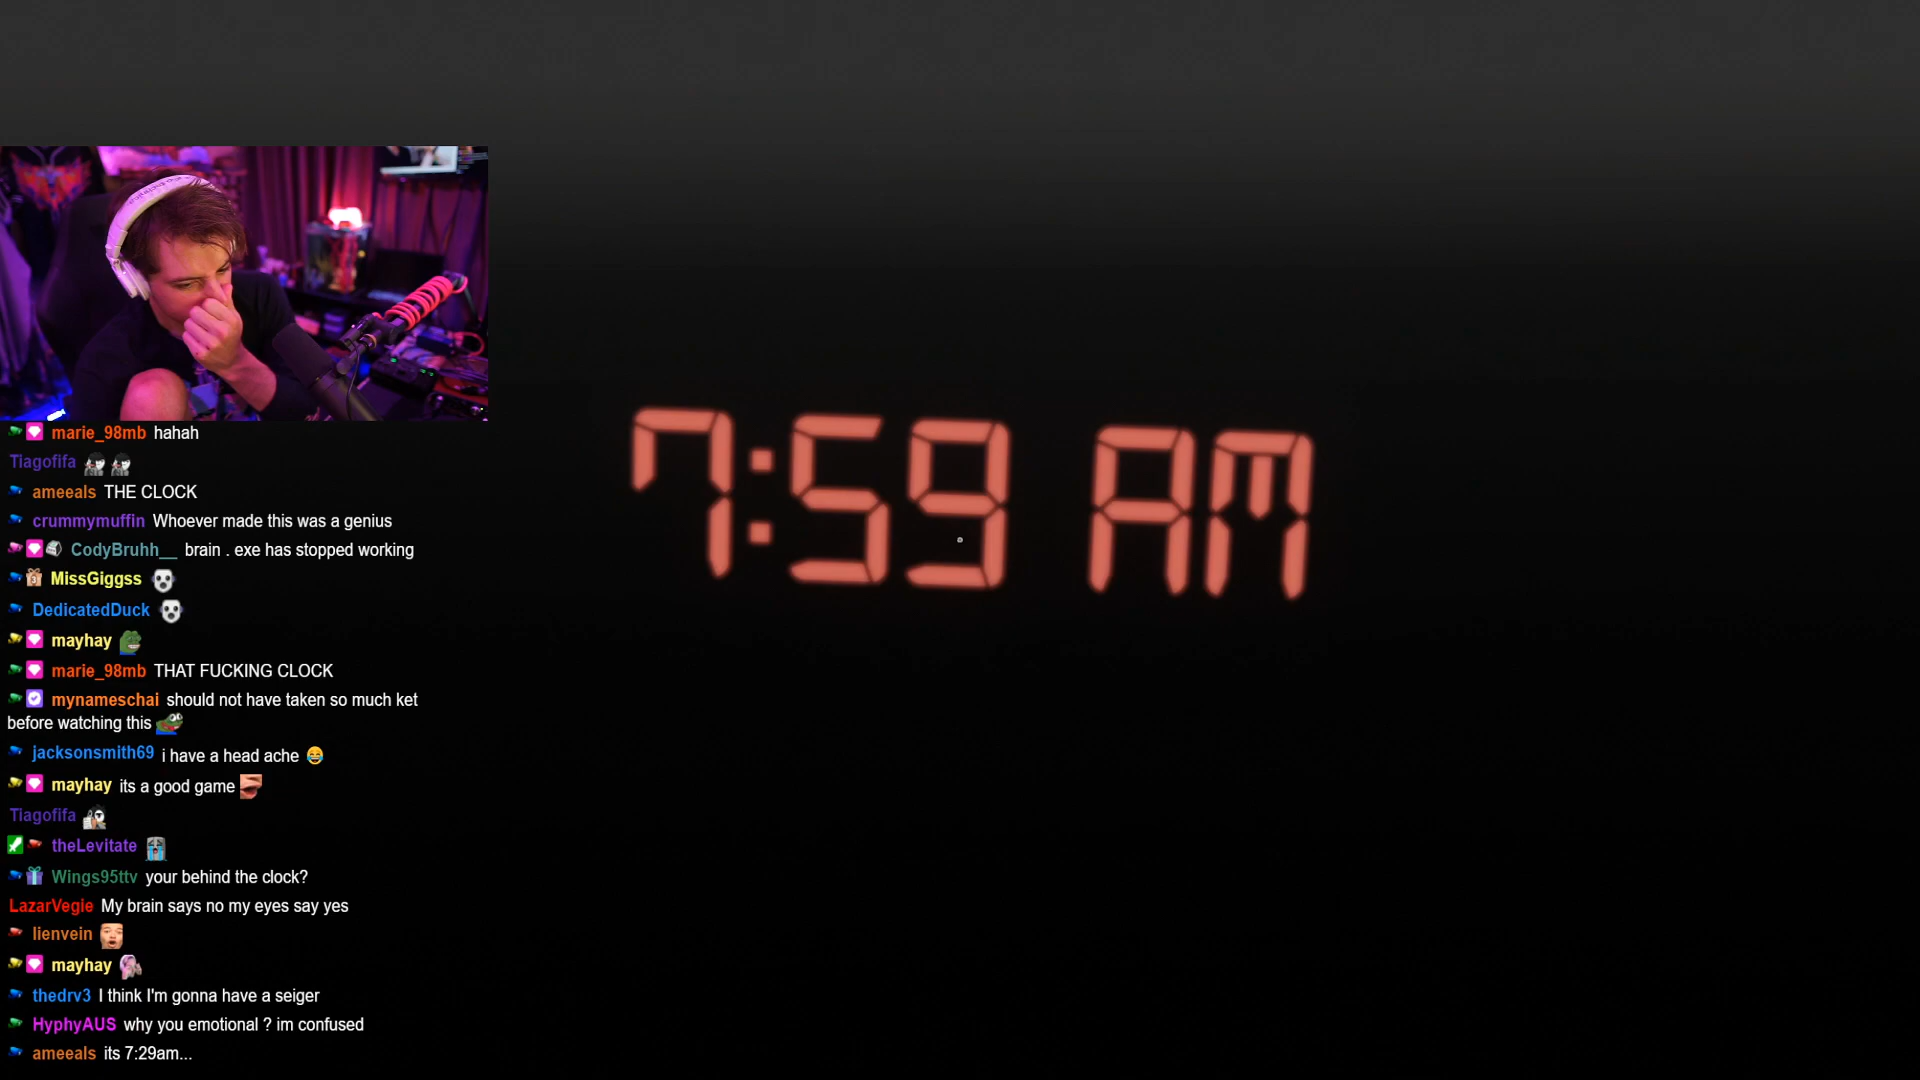 7:59 AM
marie_98mb hahah
Tiagofifa
ameeals THE CLOCK
crummymuffin Whoever made this was a genius
CodyBruhh__ brain . exe has stopped working
MissGiggss
DedicatedDuck
mayhay
marie_98mb THAT FUCKING CLOCK
mynameschai should not have taken so much ket
before watching this
jacksonsmith69 i have a head ache
mayhay its a good game
Tiagofifa
theLevitate
Wings95ttv your behind the clock?
LazarVegie My brain says no my eyes say yes
lienvein
mayhay
thedrv3 I think I'm gonna have a seiger
HyphyAUS why you emotional ? im confused
ameeals its 7:29am...